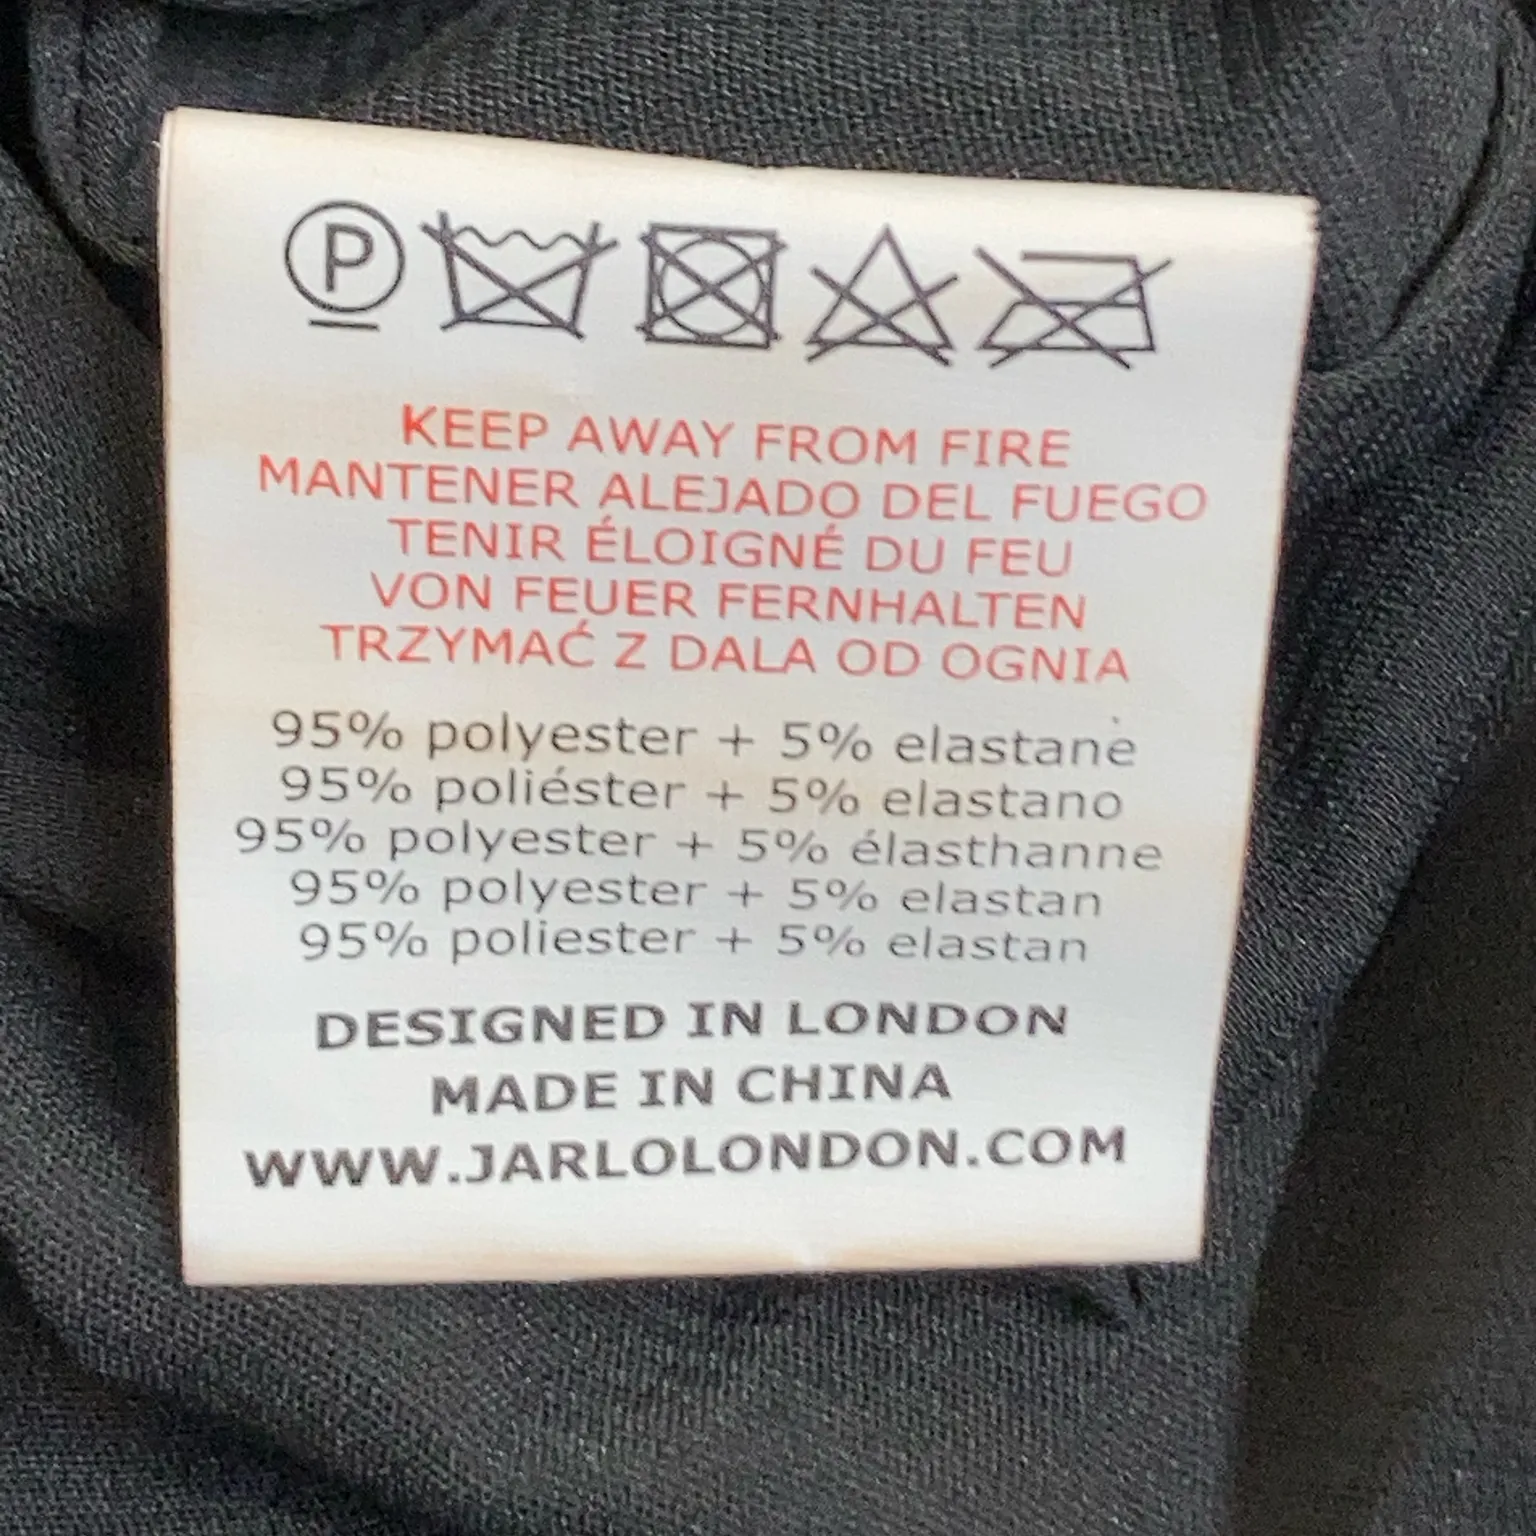 P
KEEP AWAY FROM FIRE
MANTENER ALEJADO DEL FUEGO
TENIR ÉLOIGNÉ DU FEU
VON FEUER FERNHALTEN
TRZYMAĆ Z DALA OD OGNIA
95% polyester + 5% elastane
95% poliéster + 5% elastano
95% polyester + 5% élasthanne
95% polyester + 5% elastan
95% poliester + 5% elastan
DESIGNED IN LONDON
MADE IN CHINA
WWW.JARLOLONDON.COM